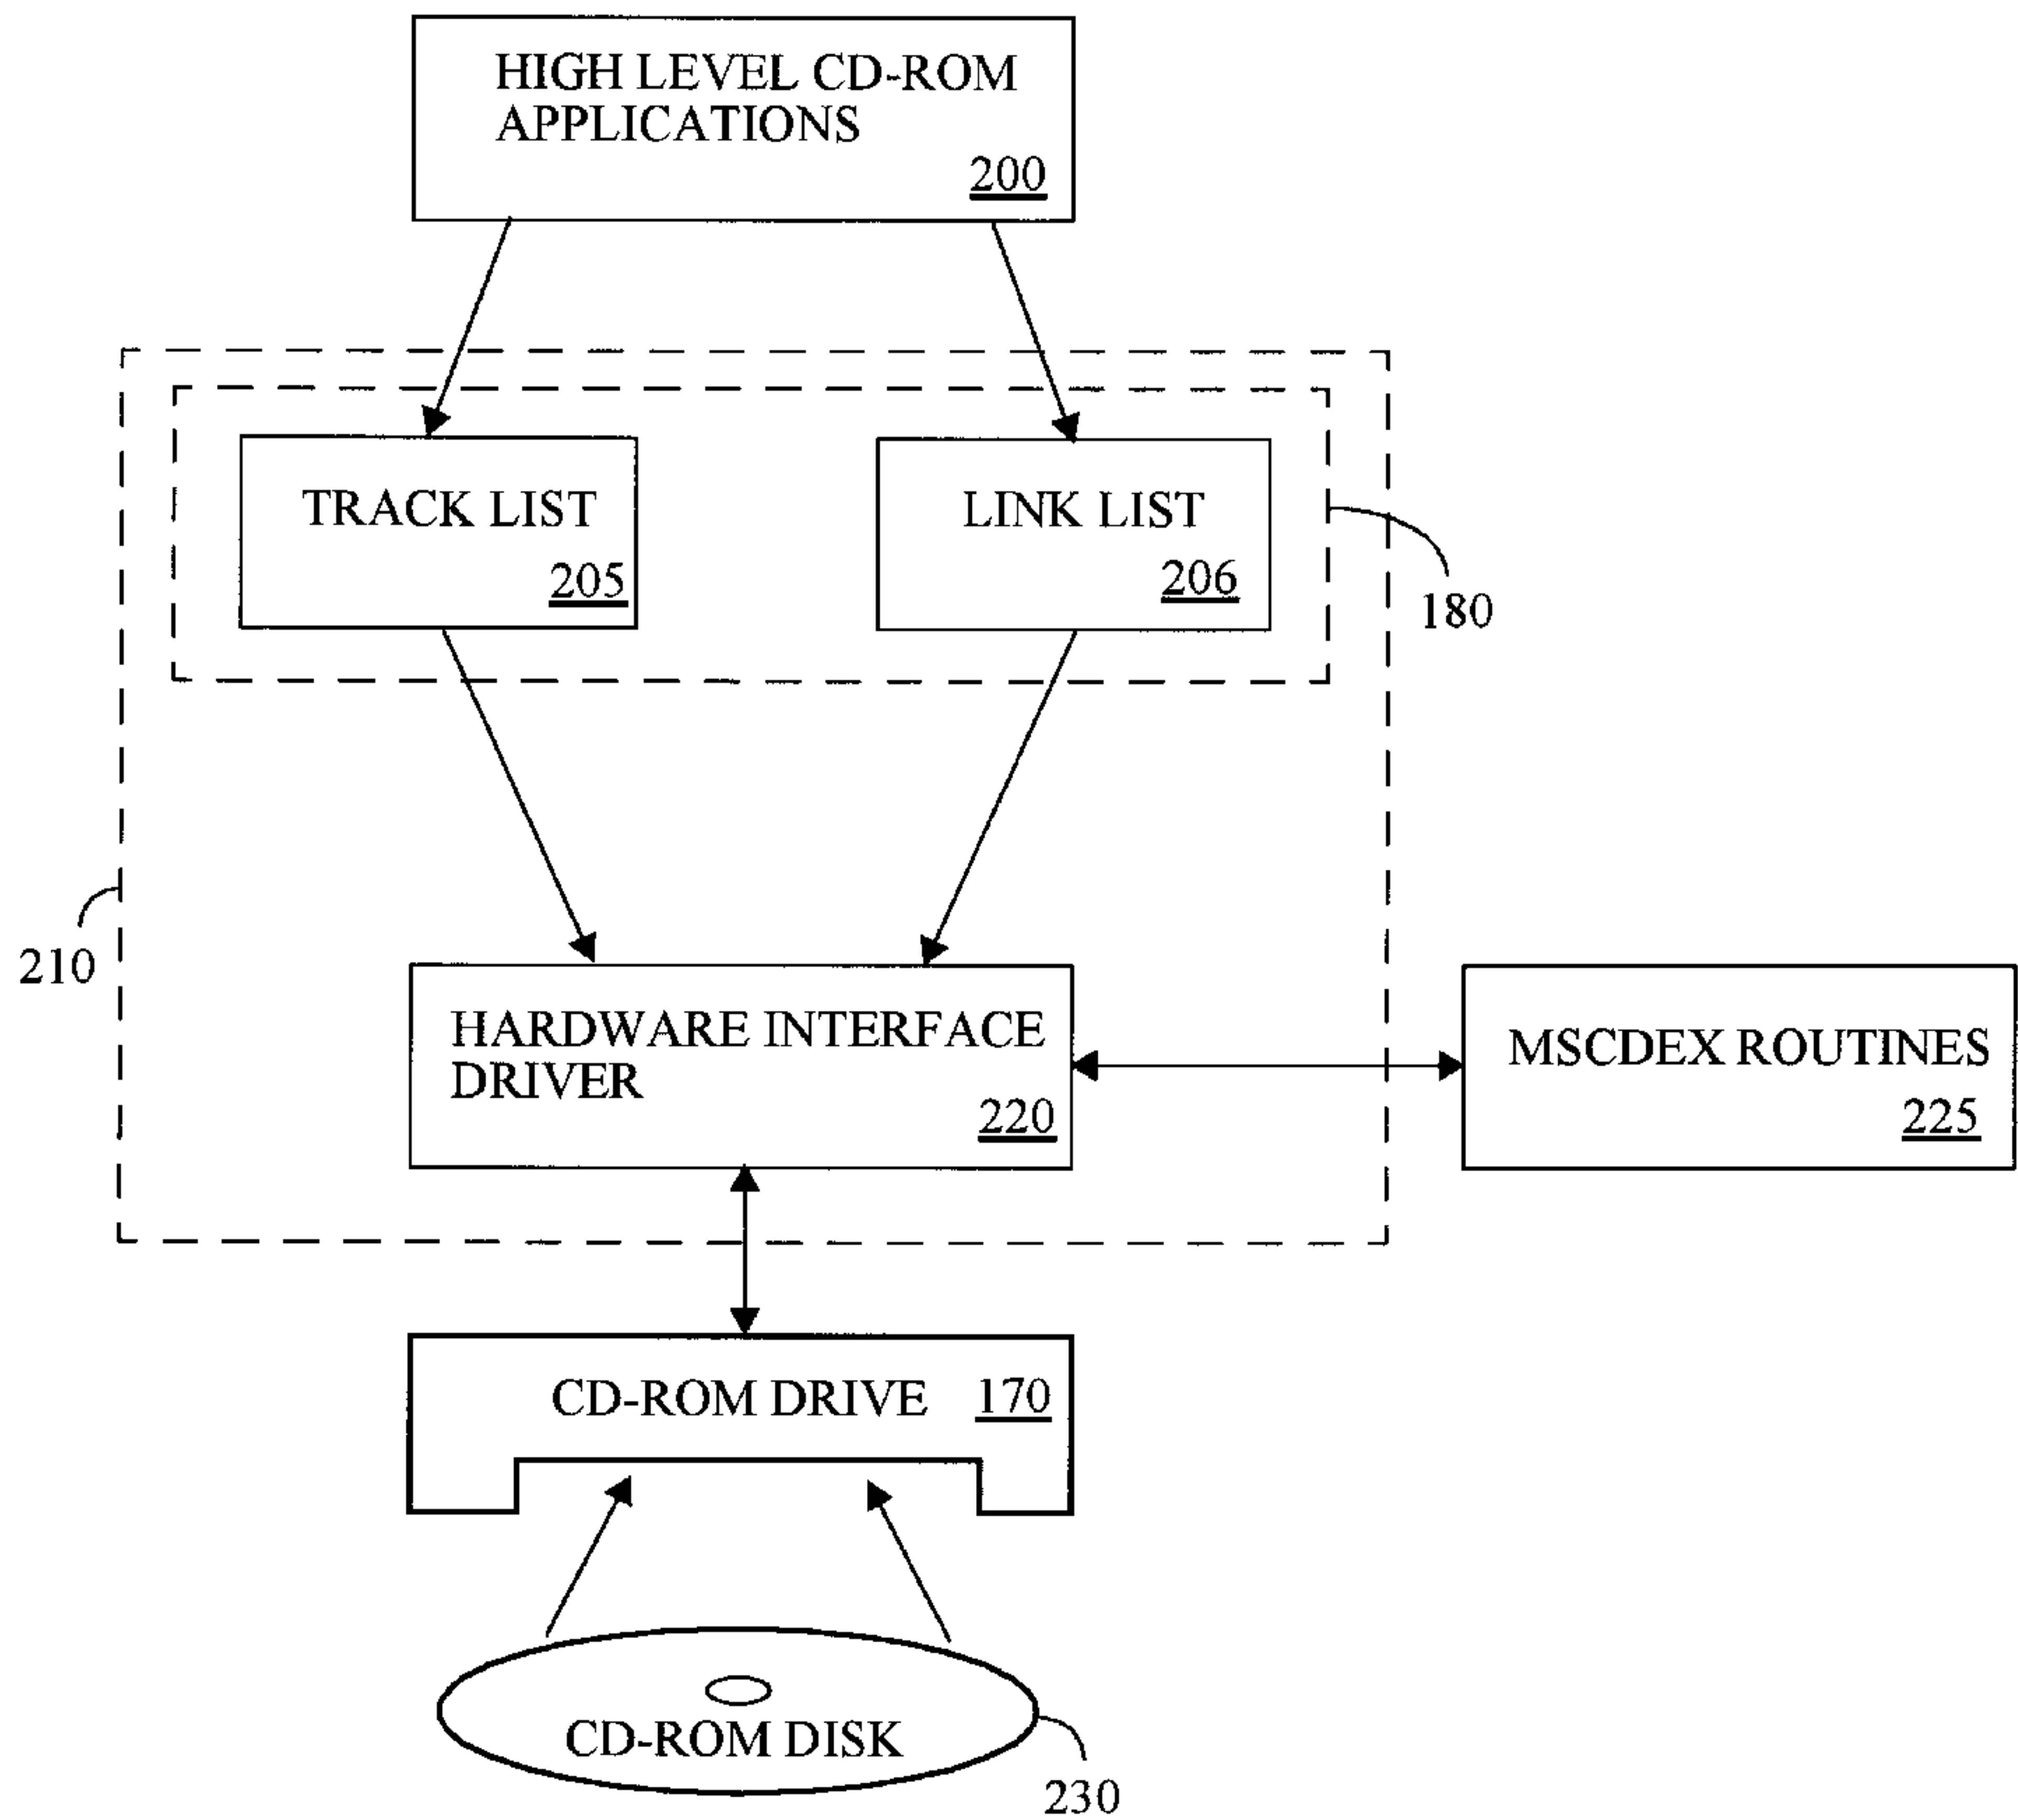 HIGH LEVEL CD-ROM
APPLICATIONS
200
TRACK LIST
205
LINK LIST
206
180
210
HARDWARE INTERFACE
DRIVER
220
MSCDEX ROUTINES
225
CD-ROM DRIVE 170
CD-ROM DISK
230